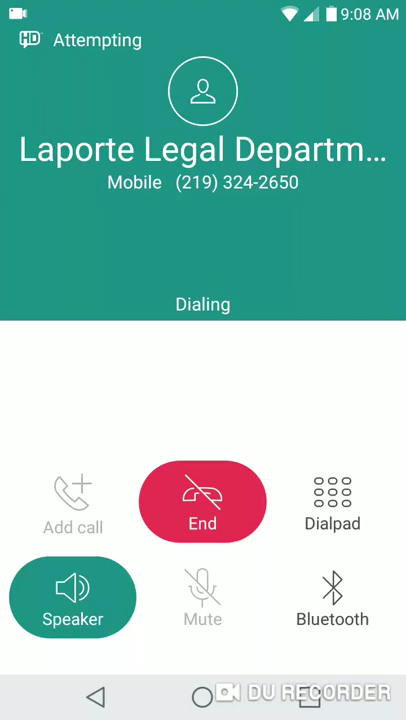 9:08 AM
HD Attempting
Laporte Legal Departm...
Mobile (219) 324-2650
Dialing
Add call
End
Dialpad
Speaker
Mute
Bluetooth
DU RECORDER